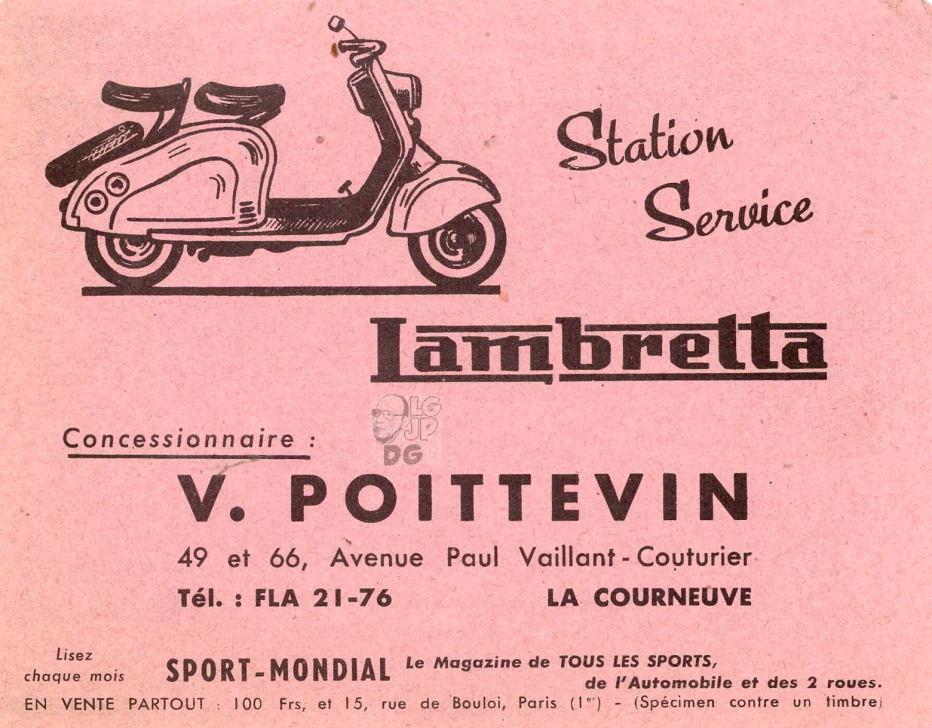 Station
Service
Lambretta
LG
JP
DG
Concessionnaire :
V. POITTEVIN
49 et 66, Avenue Paul Vaillant-Couturier
Tél. : FLA 21-76 LA COURNEUVE
Lisez
chaque mois
SPORT-MONDIAL Le Magazine de TOUS LES SPORTS,
de l'Automobile et des 2 roues.
EN VENTE PARTOUT : 100 Frs, et 15, rue de Bouloi, Paris (1er) - (Spécimen contre un timbre)